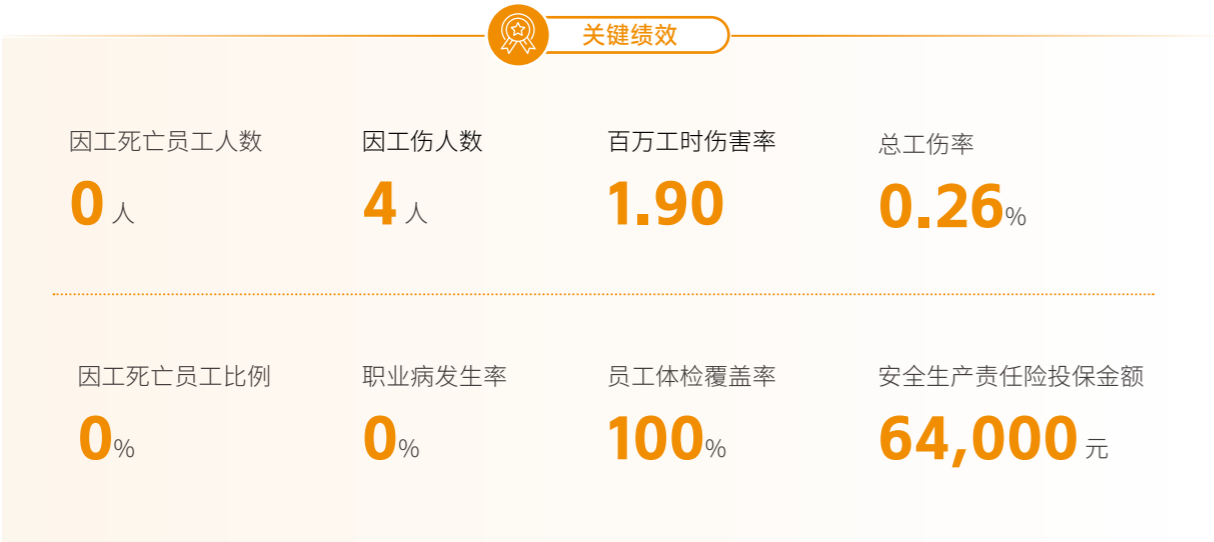 关键绩效
因工死亡员工人数
0 人
因工伤人数
4 人
百万工时伤害率
1.90
总工伤率
0.26%
因工死亡员工比例
0%
职业病发生率
0%
员工体检覆盖率
100%
安全生产责任险投保金额
64,000 元